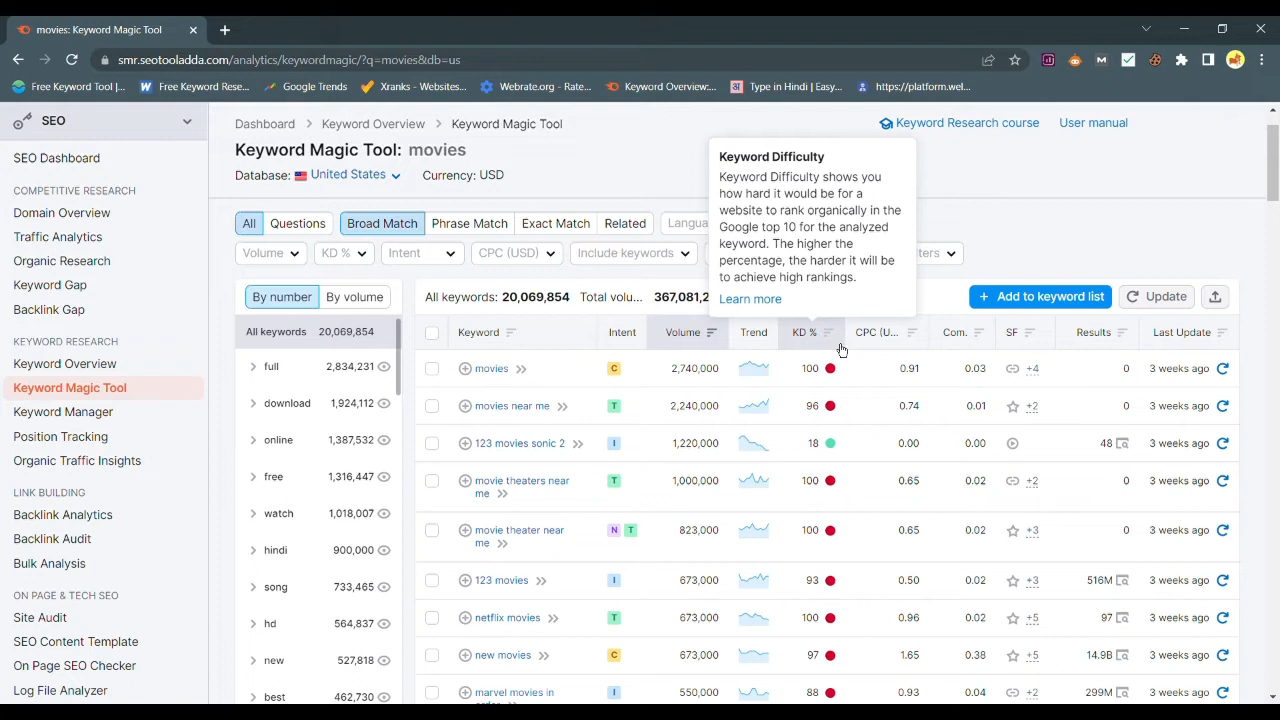 movies: Keyword Magic Tool
smr.seotooladda.com/analytics/keywordmagic/?q=movies&db=us
Free Keyword Tool |... Free Keyword Rese... Google Trends Xranks - Websites... Webrate.org - Rate... Keyword Overview:... Type in Hindi | Easy... https://platform.wel...
SEO
SEO Dashboard
COMPETITIVE RESEARCH
Domain Overview
Traffic Analytics
Organic Research
Keyword Gap
Backlink Gap
KEYWORD RESEARCH
Keyword Overview
Keyword Magic Tool
Keyword Manager
Position Tracking
Organic Traffic Insights
LINK BUILDING
Backlink Analytics
Backlink Audit
Bulk Analysis
ON PAGE & TECH SEO
Site Audit
SEO Content Template
On Page SEO Checker
Log File Analyzer
Dashboard > Keyword Overview > Keyword Magic Tool
Keyword Research course User manual
Keyword Magic Tool: movies
Database: United States Currency: USD
Keyword Difficulty
Keyword Difficulty shows you
how hard it would be for a
website to rank organically in the
Google top 10 for the analyzed
keyword. The higher the
percentage, the harder it will be
to achieve high rankings.
Learn more
All Questions Broad Match Phrase Match Exact Match Related Langua
Volume KD % Intent CPC (USD) Include keywords ters
By number By volume
All keywords 20,069,854
full 2,834,231
download 1,924,112
online 1,387,532
free 1,316,447
watch 1,018,007
hindi 900,000
song 733,465
hd 564,837
new 527,818
best 462,730
All keywords: 20,069,854 Total volu... 367,081,2
+ Add to keyword list Update
Keyword Intent Volume Trend KD % CPC (U... Com. SF Results Last Update
movies C 2,740,000 100 0.91 0.03 +4 0 3 weeks ago
movies near me T 2,240,000 96 0.74 0.01 +2 0 3 weeks ago
123 movies sonic 2 I 1,220,000 18 0.00 0.00 48 3 weeks ago
movie theaters near
me T 1,000,000 100 0.65 0.02 +2 0 3 weeks ago
movie theater near
me N T 823,000 100 0.65 0.02 +3 0 3 weeks ago
123 movies I 673,000 93 0.50 0.02 +3 516M 3 weeks ago
netflix movies T 673,000 100 0.96 0.02 +5 97 3 weeks ago
new movies C 673,000 97 1.65 0.38 +5 14.9B 3 weeks ago
marvel movies in I 550,000 88 0.93 0.04 +2 299M 3 weeks ago